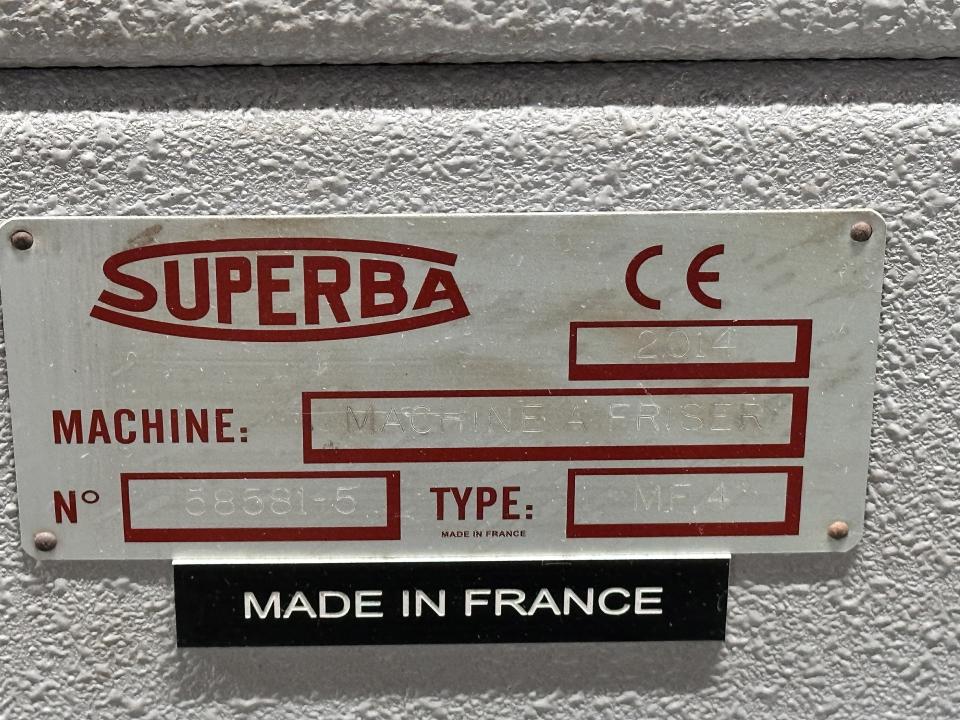 SUPERBA
CE
2014
MACHINE: MACHINE A FRISER
N° 58581-5 TYPE: MF.4
MADE IN FRANCE
MADE IN FRANCE